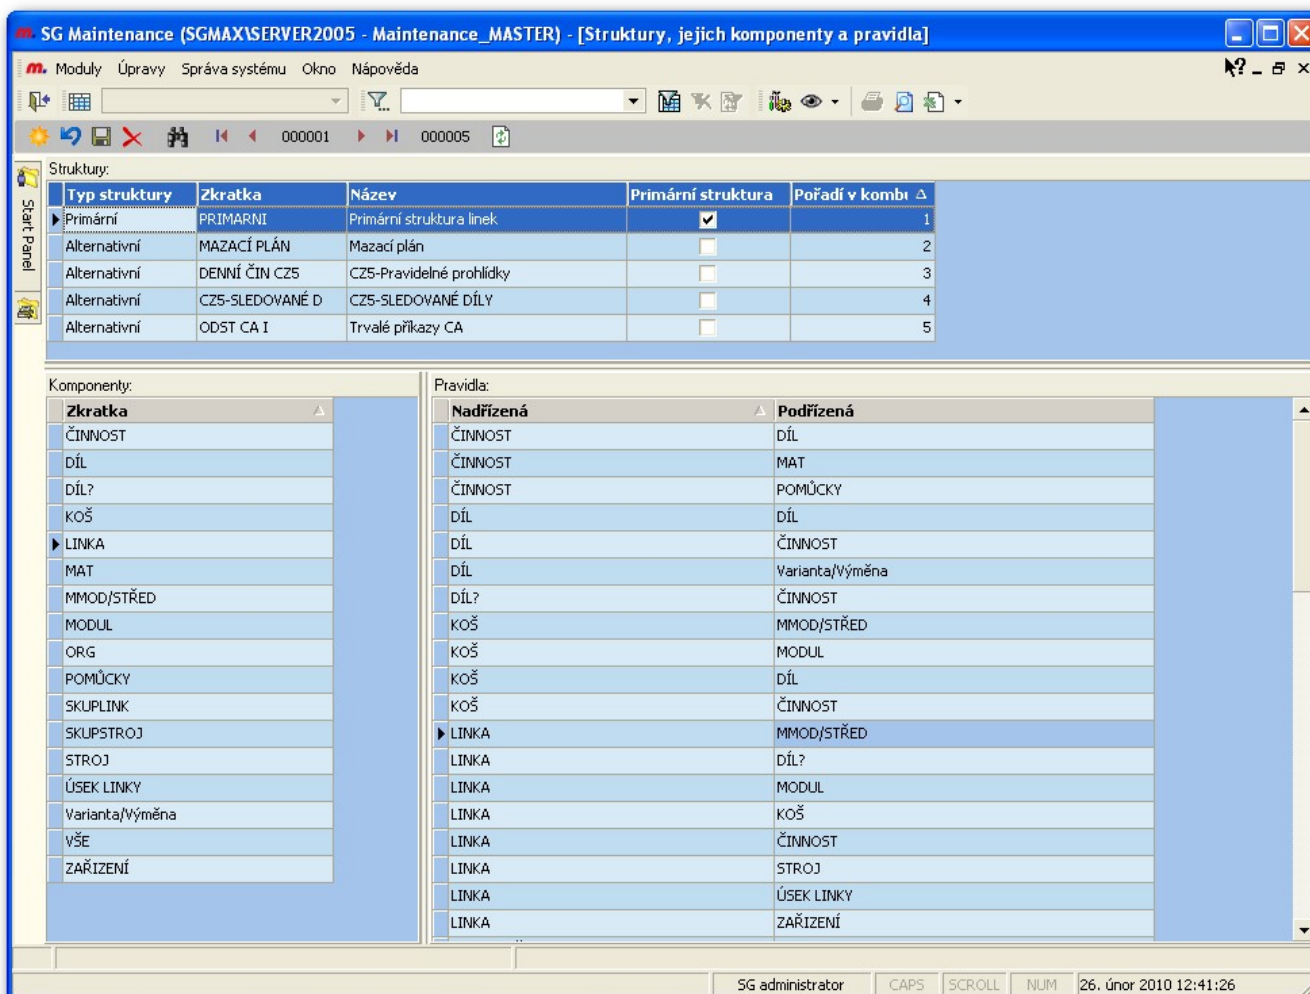 m. SG Maintenance (SGMAX\SERVER2005 - Maintenance_MASTER) - [Struktury, jejich komponenty a pravidla]
m. Moduly Úpravy Správa systému Okno Nápověda
000001 000005
Start Panel
Struktury:
Typ struktury Zkratka Název Primární struktura Pořadí v kombu
Primární PRIMARNI Primární struktura linek 1
Alternativní MAZACÍ PLÁN Mazací plán 2
Alternativní DENNÍ ČIN CZ5 CZ5-Pravidelné prohlídky 3
Alternativní CZ5-SLEDOVANÉ D CZ5-SLEDOVANÉ DÍLY 4
Alternativní ODST CA I Trvalé příkazy CA 5
Komponenty:
Zkratka
ČINNOST
DÍL
DÍL?
KOŠ
LINKA
MAT
MMOD/STŘED
MODUL
ORG
POMŮCKY
SKUPLINK
SKUPSTROJ
STROJ
ÚSEK LINKY
Varianta/Výměna
VŠE
ZAŘIZENÍ
Pravidla:
Nadřízená Podřízená
ČINNOST DÍL
ČINNOST MAT
ČINNOST POMŮCKY
DÍL DÍL
DÍL ČINNOST
DÍL Varianta/Výměna
DÍL? ČINNOST
KOŠ MMOD/STŘED
KOŠ MODUL
KOŠ DÍL
KOŠ ČINNOST
LINKA MMOD/STŘED
LINKA DÍL?
LINKA MODUL
LINKA KOŠ
LINKA ČINNOST
LINKA STROJ
LINKA ÚSEK LINKY
LINKA ZAŘIZENÍ
SG administrator CAPS SCROLL NUM 26. únor 2010 12:41:26